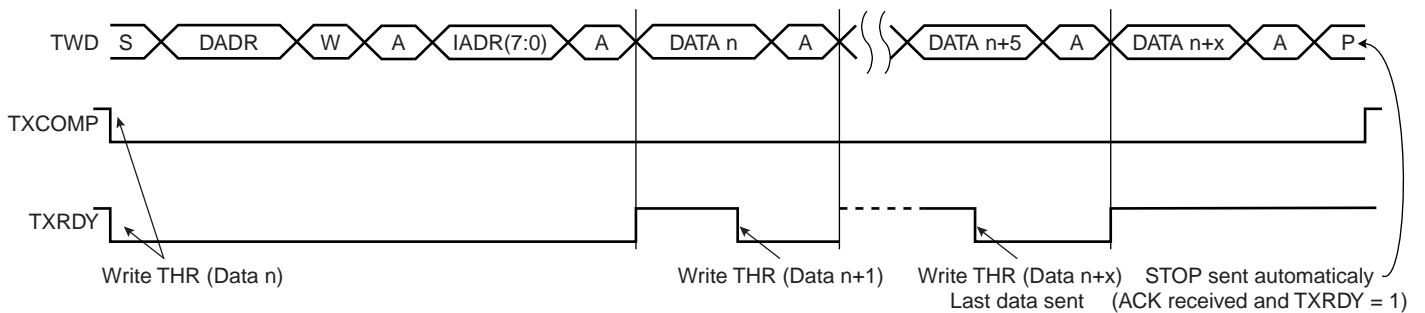 TWD S DADR W A IADR(7:0) A DATA n A DATA n+5 A DATA n+x A P
TXCOMP
TXRDY
Write THR (Data n) Write THR (Data n+1) Write THR (Data n+x) STOP sent automaticaly
Last data sent (ACK received and TXRDY = 1)